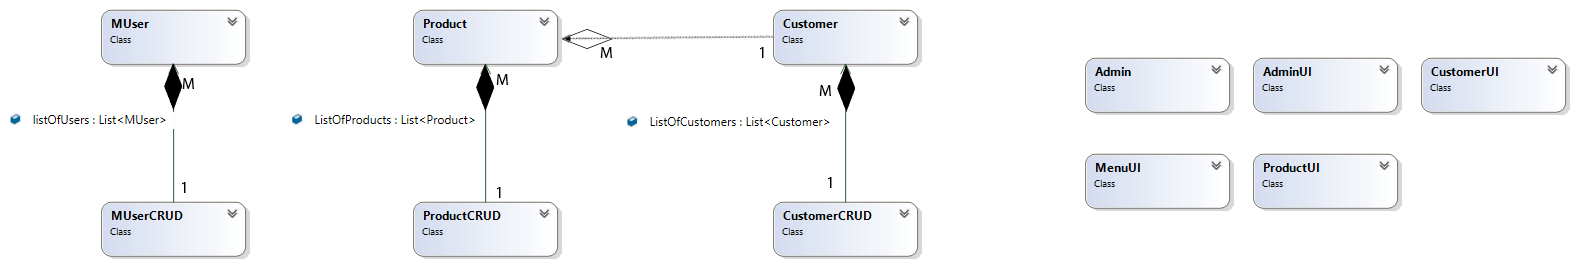 MUser
Class
Product
Class
Customer
Class
M
1
M
M
M
listOfUsers : List<MUser>
ListOfProducts : List<Product>
ListOfCustomers : List<Customer>
1
1
1
MUserCRUD
Class
ProductCRUD
Class
CustomerCRUD
Class
Admin
Class
AdminUI
Class
CustomerUI
Class
MenuUI
Class
ProductUI
Class